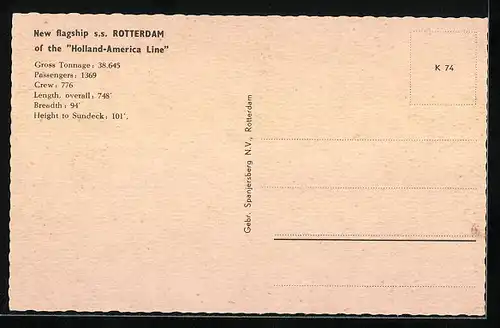 New flagship s.s. ROTTERDAM
of the "Holland-America Line"
Gross Tonnage: 38.645
Passengers: 1369
Crew: 776
Length, overall: 748'
Breadth: 94'
Height to Sundeck: 101'.
Gebr. Spanjersberg N.V., Rotterdam
K 74